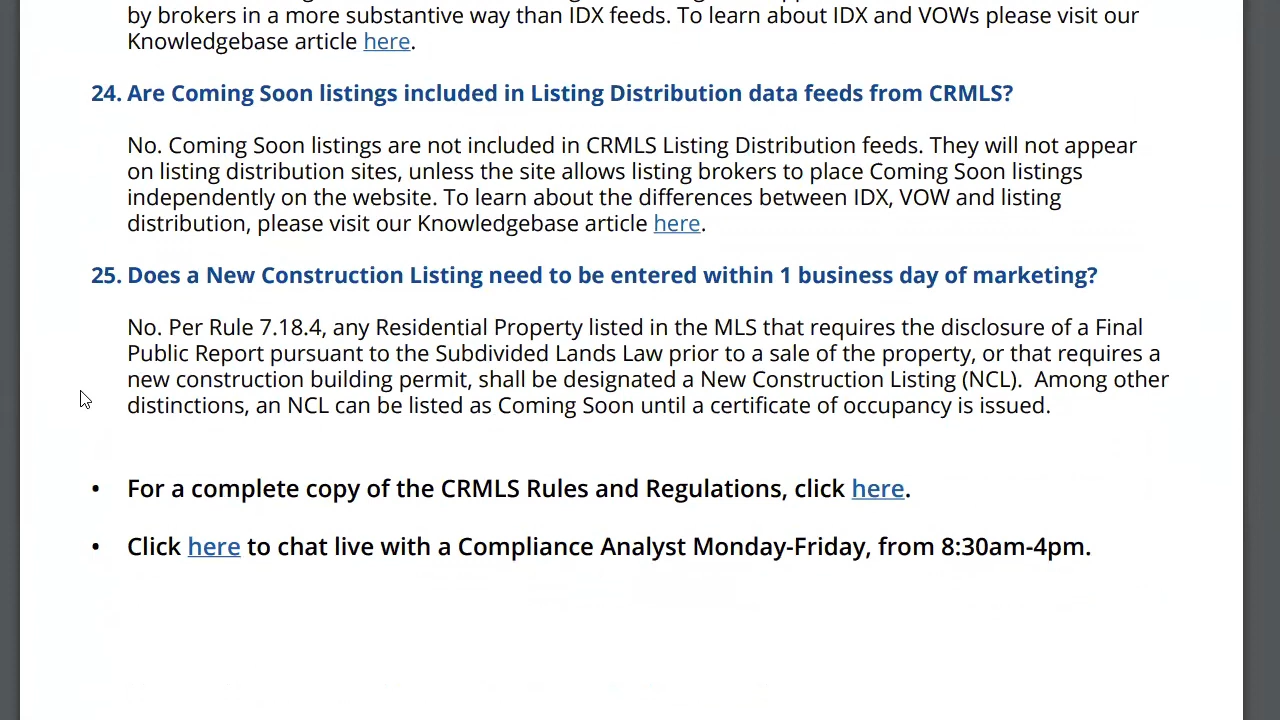 by brokers in a more substantive way than IDX feeds. To learn about IDX and VOWs please visit our
Knowledgebase article here.
24. Are Coming Soon listings included in Listing Distribution data feeds from CRMLS?
No. Coming Soon listings are not included in CRMLS Listing Distribution feeds. They will not appear
on listing distribution sites, unless the site allows listing brokers to place Coming Soon listings
independently on the website. To learn about the differences between IDX, VOW and listing
distribution, please visit our Knowledgebase article here.
25. Does a New Construction Listing need to be entered within 1 business day of marketing?
No. Per Rule 7.18.4, any Residential Property listed in the MLS that requires the disclosure of a Final
Public Report pursuant to the Subdivided Lands Law prior to a sale of the property, or that requires a
new construction building permit, shall be designated a New Construction Listing (NCL).  Among other
distinctions, an NCL can be listed as Coming Soon until a certificate of occupancy is issued.
• For a complete copy of the CRMLS Rules and Regulations, click here.
• Click here to chat live with a Compliance Analyst Monday-Friday, from 8:30am-4pm.